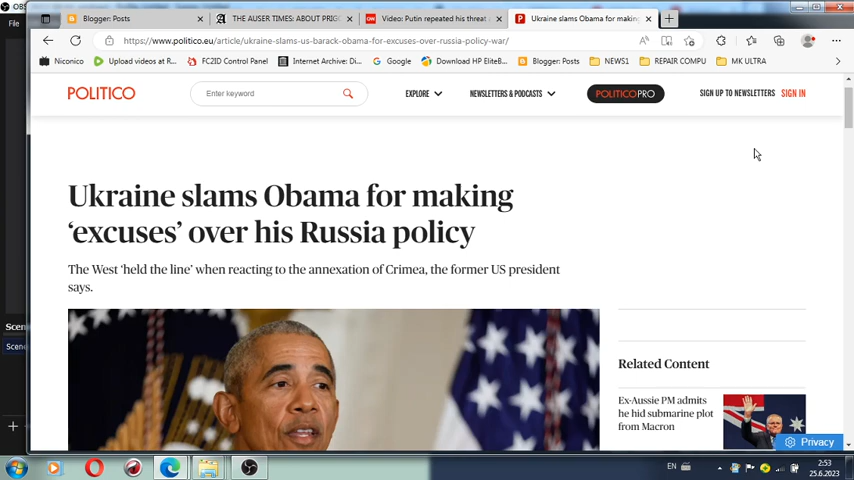 OBS
Blogger: Posts
THE AUSER TIMES: ABOUT PRIG
Video: Putin repeated his threat
Ukraine slams Obama for making
File
https://www.politico.eu/article/ukraine-slams-us-barack-obama-for-excuses-over-russia-policy-war/
Niconico
Upload videos at R...
FC2ID Control Panel
Internet Archive: Di...
Google
Download HP EliteB...
Blogger: Posts
NEWS1
REPAIR COMPU
MK ULTRA
POLITICO
Enter keyword
EXPLORE
NEWSLETTERS & PODCASTS
POLITICO PRO
SIGN UP TO NEWSLETTERS
SIGN IN
Ukraine slams Obama for making
‘excuses’ over his Russia policy
The West ‘held the line’ when reacting to the annexation of Crimea, the former US president
says.
Scen
Scene
Related Content
Ex-Aussie PM admits
he hid submarine plot
from Macron
Privacy
EN
2:53
25.6.2023